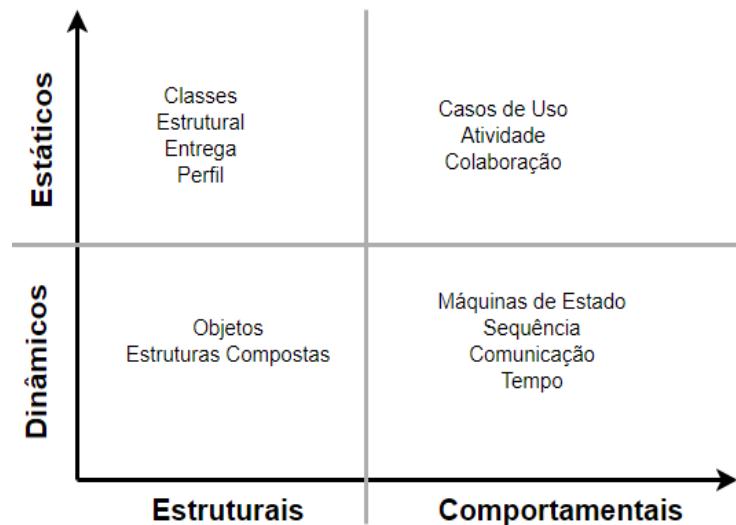 Estáticos
Classes
Estrutural
Entrega
Perfil
Casos de Uso
Atividade
Colaboração
Dinâmicos
Objetos
Estruturas Compostas
Máquinas de Estado
Sequência
Comunicação
Tempo
Estruturais
Comportamentais